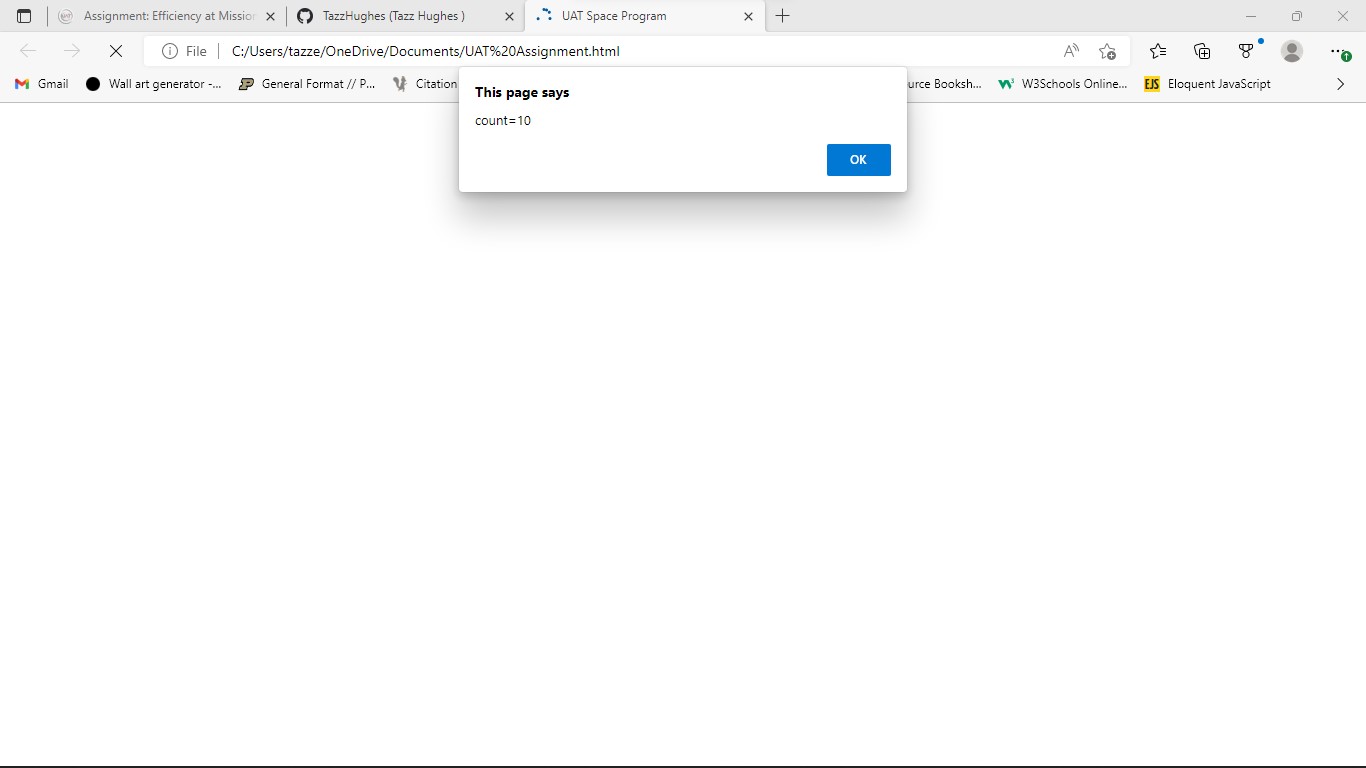 Assignment: Efficiency at Missior
TazzHughes (Tazz Hughes )
UAT Space Program
File
C:/Users/tazze/OneDrive/Documents/UAT%20Assignment.html
Gmail
Wall art generator -...
General Format // P...
Citation
urce Booksh...
W3Schools Online...
EJS
Eloquent JavaScript
This page says
count=10
OK